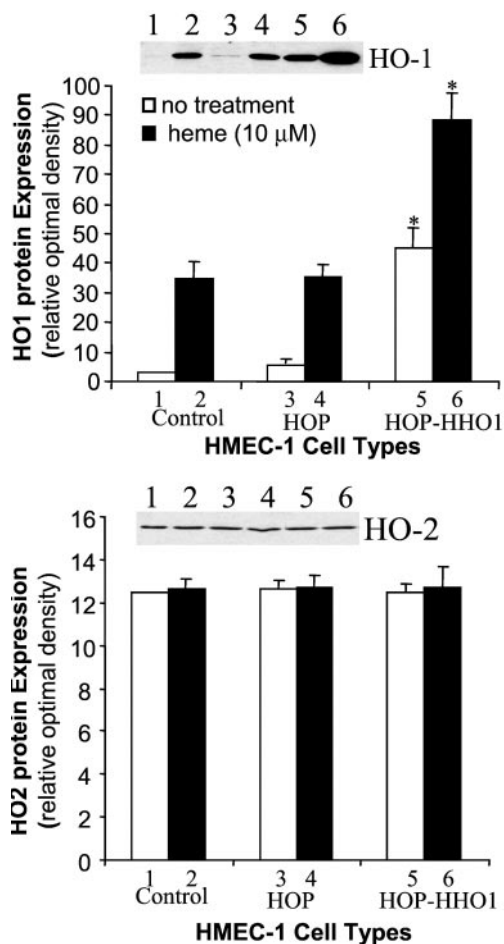 1 2 3 4 5 6
HO-1
100
90
80
70
60
50
40
30
20
10
0
no treatment
heme (10 µM)
*
*
HO1 protein Expression
(relative optimal density)
1 2 3 4 5 6
Control HOP HOP-HHO1
HMEC-1 Cell Types
1 2 3 4 5 6
HO-2
16
14
12
10
8
6
4
2
0
HO2 protein Expression
(relative optimal density)
1 2 3 4 5 6
Control HOP HOP-HHO1
HMEC-1 Cell Types